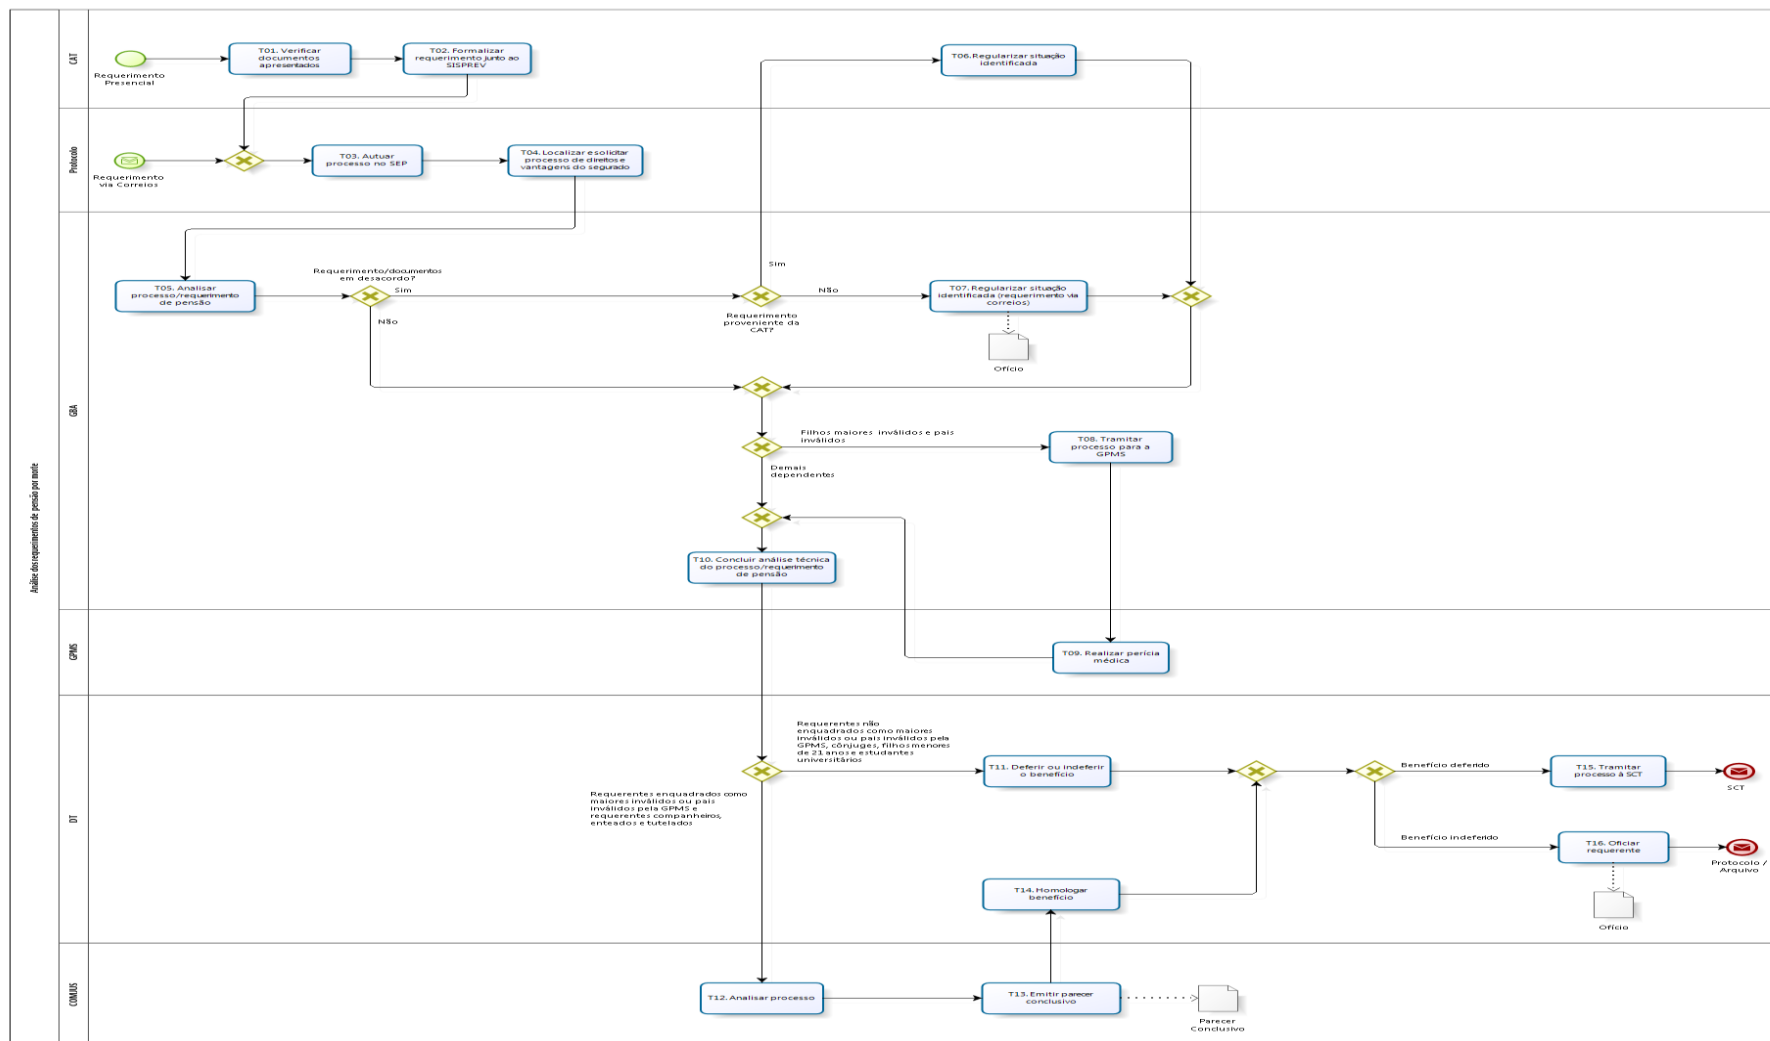 Análise dos requerimentos de pensão por morte
CAT
Requerimento
Presencial
T01. Verificar
documentos
apresentados
T02. Formalizar
requerimento junto ao
SISPREV
T06.Regularizar situação
identificada
Protocolo
Requerimento
via Correios
T03. Autuar
processo no SEP
T04. Localizar e solicitar
processo de direitos e
vantagens do segurado
GBA
T05. Analisar
processo/requerimento
de pensão
Requerimento/documentos
em desacordo?
Sim
Não
Sim
Não
Requerimento
proveniente da
CAT?
T07. Regularizar situação
identificada (requerimento via
correios)
Ofício
Filhos maiores inválidos e pais
inválidos
Demais
dependentes
T08. Tramitar
processo para a
GPMS
T10. Concluir análise técnica
do processo/requerimento
de pensão
GPMS
T09. Realizar perícia
médica
DT
Requerentes não
enquadrados como maiores
inválidos ou pais inválidos pela
GPMS, cônjuges, filhos menores
de 21 anos e estudantes
universitários
Requerentes enquadrados como
maiores inválidos ou pais
inválidos pela GPMS e
requerentes companheiros,
enteados e tutelados
T11. Deferir ou indeferir
o benefício
Benefício deferido
T15. Tramitar
processo à SCT
SCT
Benefício indeferido
T16. Oficiar
requerente
Protocolo /
Arquivo
Ofício
T14. Homologar
benefício
COMJUS
T12. Analisar processo
T13. Emitir parecer
conclusivo
Parecer
Conclusivo